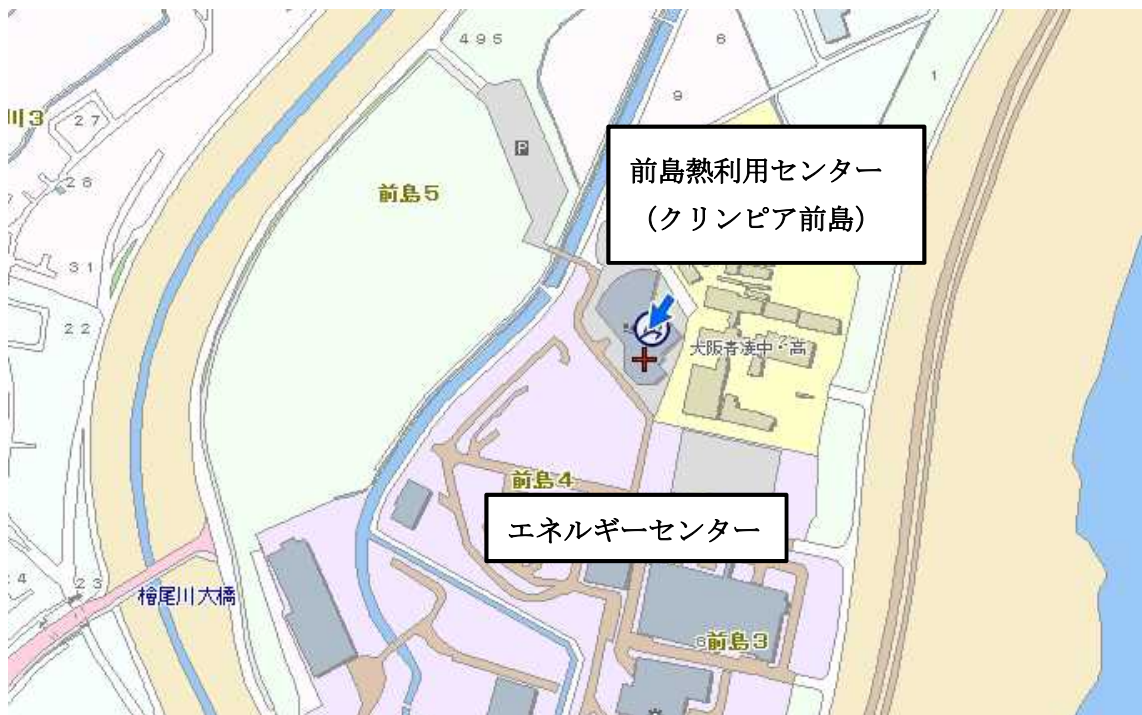 495
6
9
1
川3
27
26
P
前島熱利用センター
（クリンピア前島）
前島5
31
22
大阪青凌中・高
前島4
エネルギーセンター
23
4
檜尾川大橋
前島3